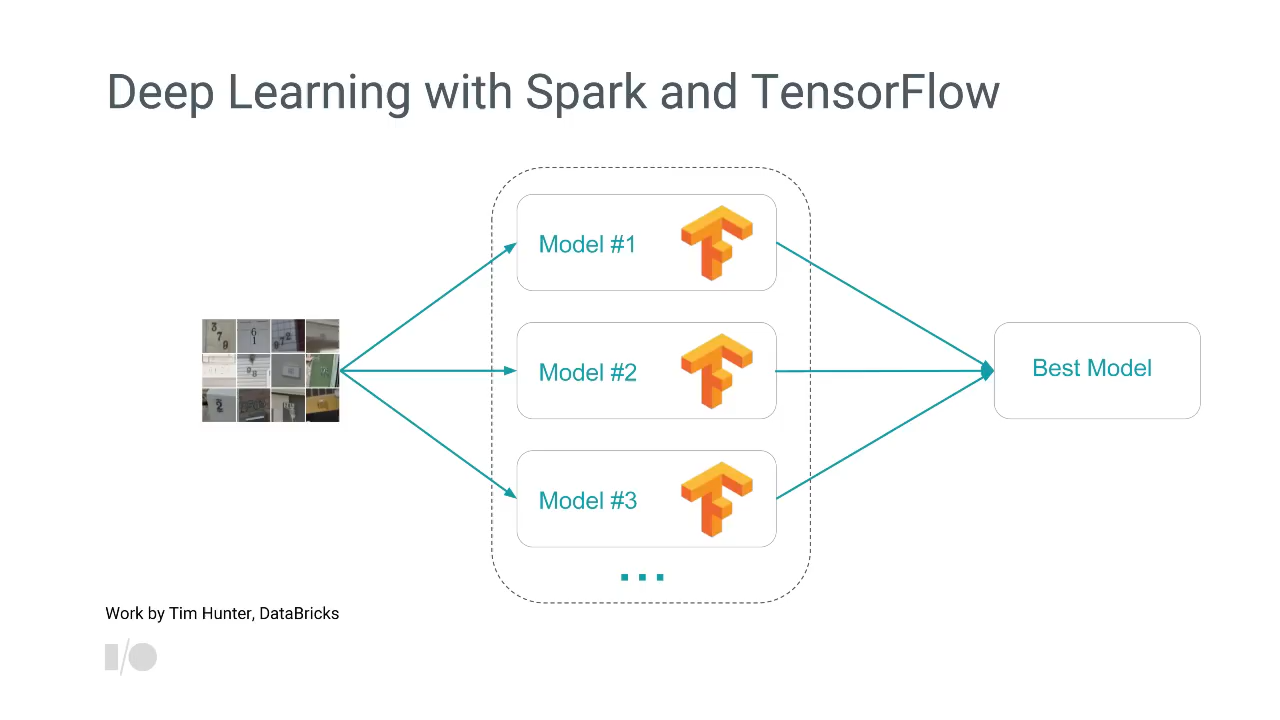 Deep Learning with Spark and TensorFlow
Model #1
Model #2
Best Model
Model #3
...
Work by Tim Hunter, DataBricks
I/O